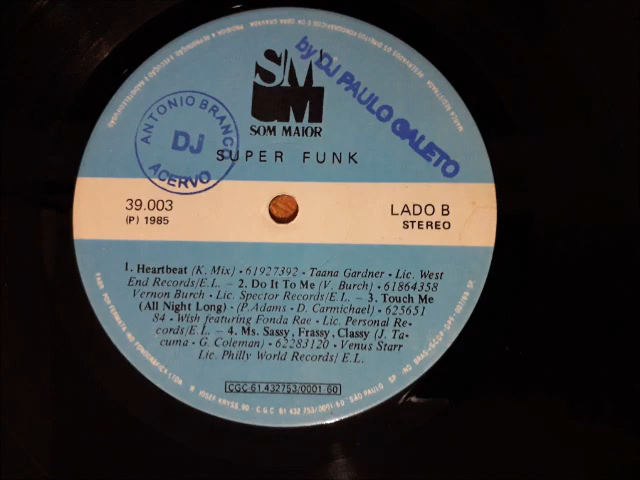 SM
SOM MAIOR
by DJ PAULO GALETO
ANTONIO BRANCO
DJ
ACERVO
SUPER FUNK
39.003
(P) 1985
LADO B
STEREO
1. Heartbeat (K. Mix) - 61927392 - Taana Gardner - Lic. West
End Records/E.L. - 2. Do It To Me (V. Burch) - 61864358
Vernon Burch - Lic. Spector Records/E.L. - 3. Touch Me
(All Night Long) - (P. Adams - D. Carmichael) - 625651
84 - Wish featuring Fonda Rae - Lic. Personal Re-
cords/E.L. - 4. Ms. Sassy, Frassy, Classy (J. Ta-
cuma - G. Coleman) - 62283120 - Venus Starr
Lic. Philly World Records/E.L.
CGC-61.432753/0001 60
SÃO PAULO